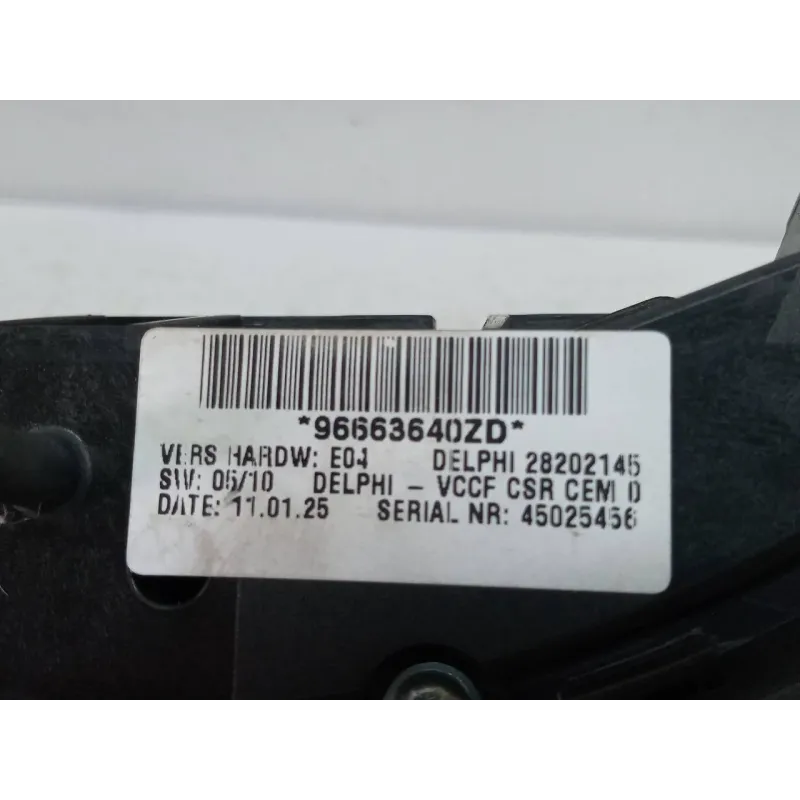 *96663640ZD*
VERS HARDW: E04 DELPHI 28202145
SW: 05/10 DELPHI - VCCF CSR CEM 0
DATE: 11.01.25 SERIAL NR: 45025456